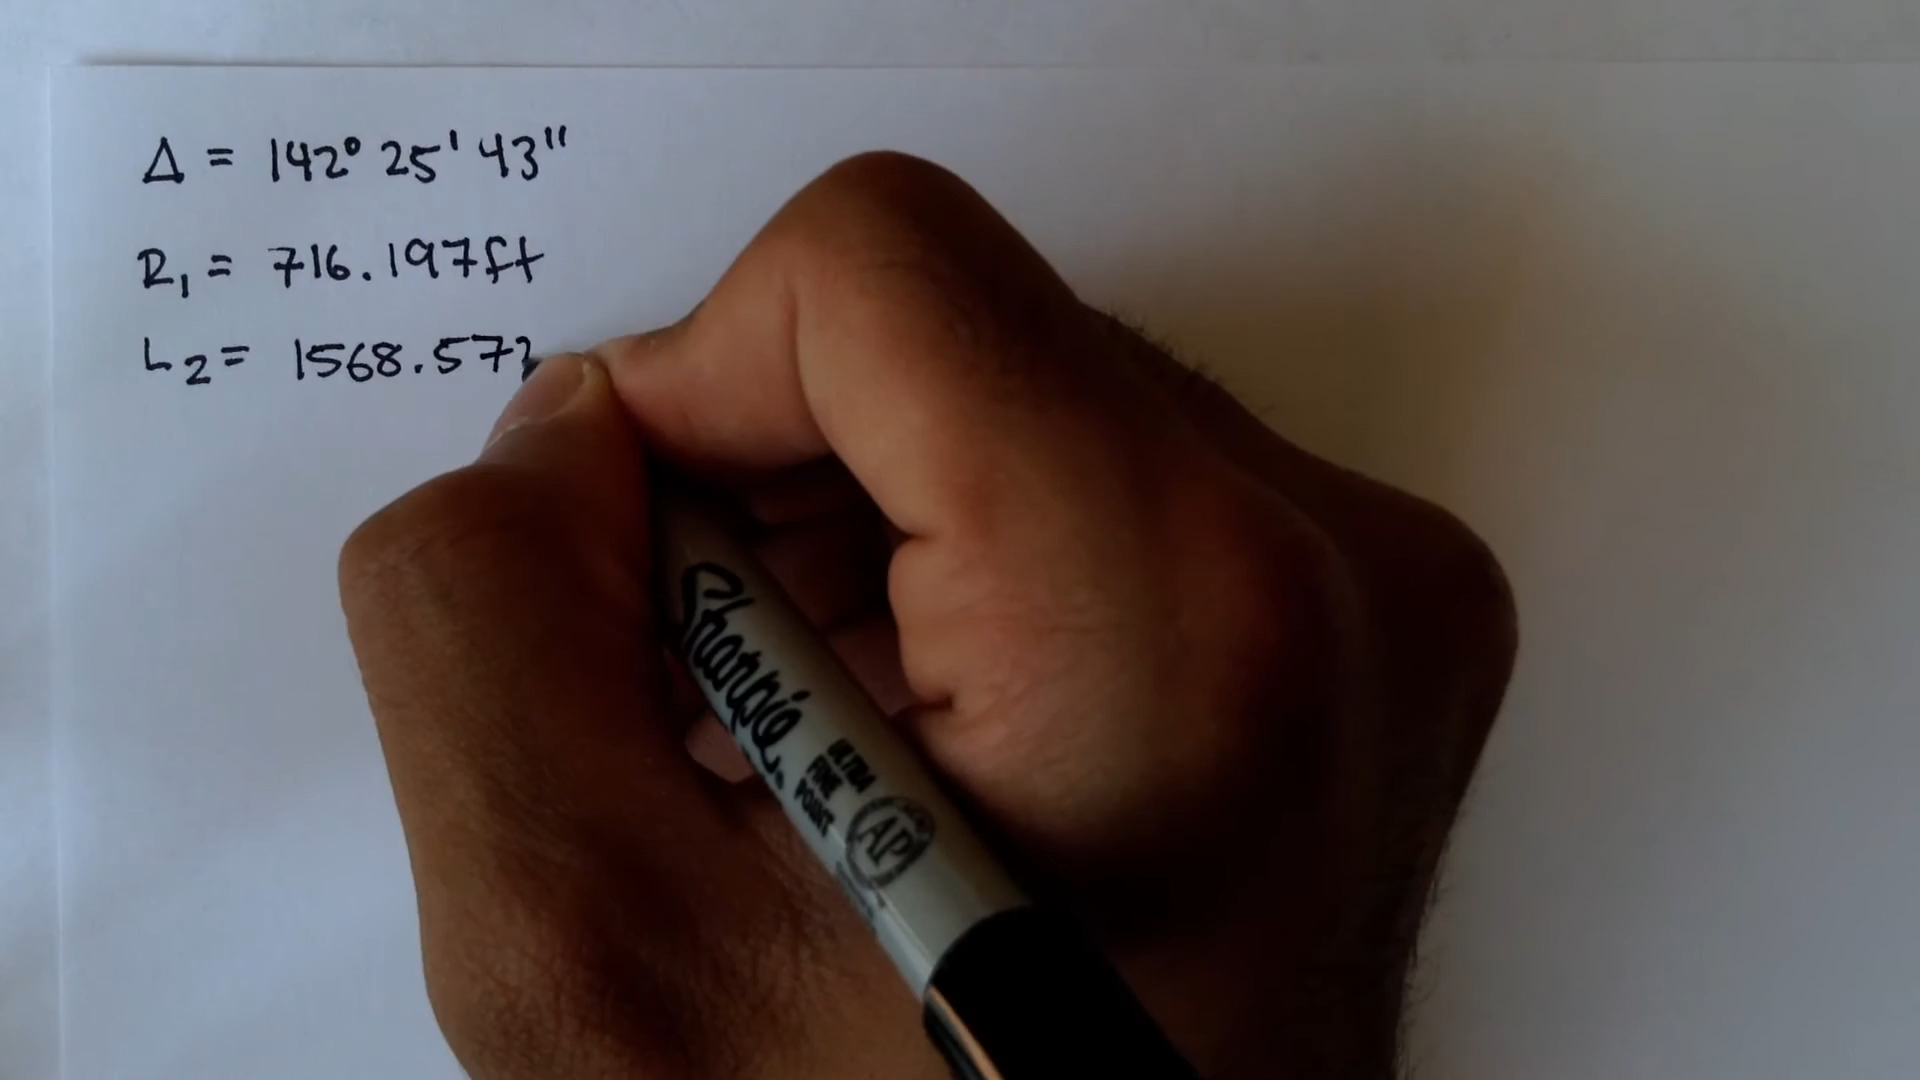 Δ = 142° 25' 43"
R₁ = 716.197ft
L₂ = 1568.57
Sharpie.
ULTRA
FINE
POINT
AP